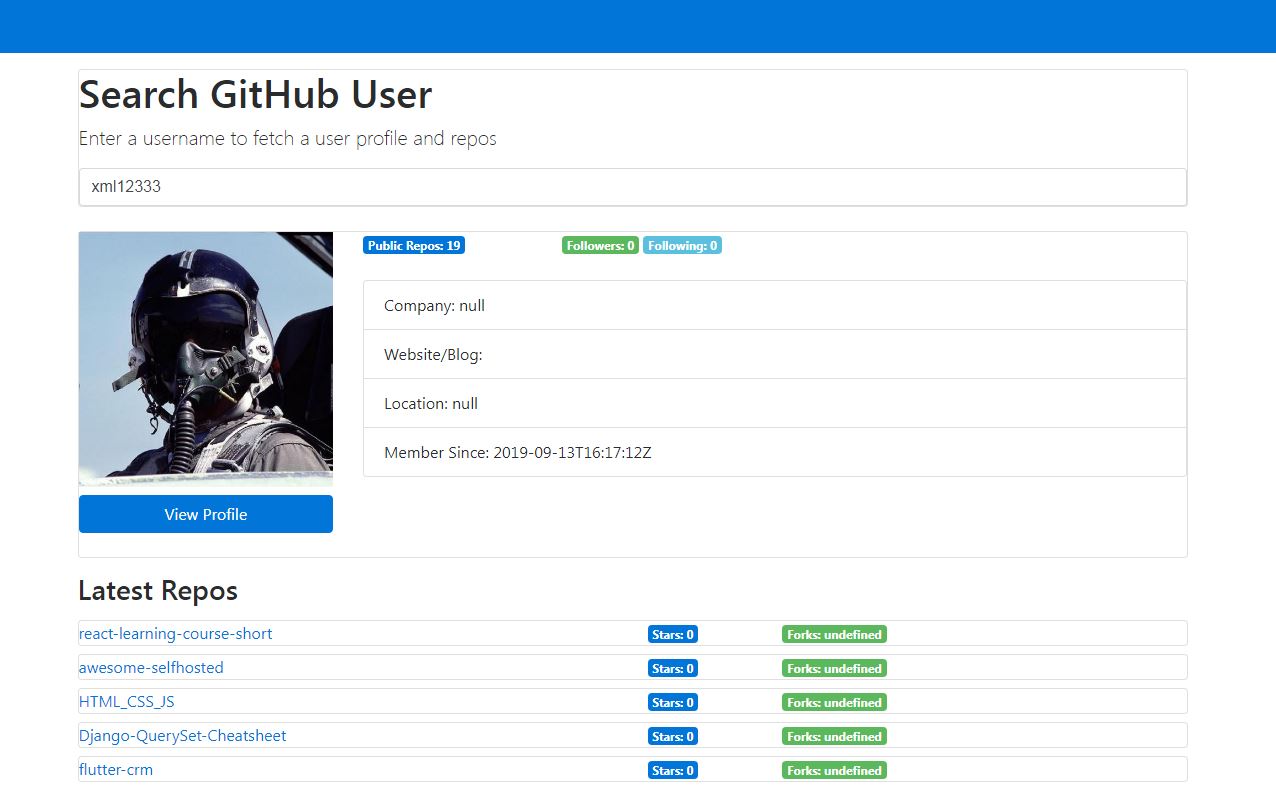 Search GitHub User
Enter a username to fetch a user profile and repos
xml12333
Public Repos: 19 Followers: 0 Following: 0
Company: null
Website/Blog:
Location: null
Member Since: 2019-09-13T16:17:12Z
View Profile
Latest Repos
react-learning-course-short Stars: 0 Forks: undefined
awesome-selfhosted Stars: 0 Forks: undefined
HTML_CSS_JS Stars: 0 Forks: undefined
Django-QuerySet-Cheatsheet Stars: 0 Forks: undefined
flutter-crm Stars: 0 Forks: undefined